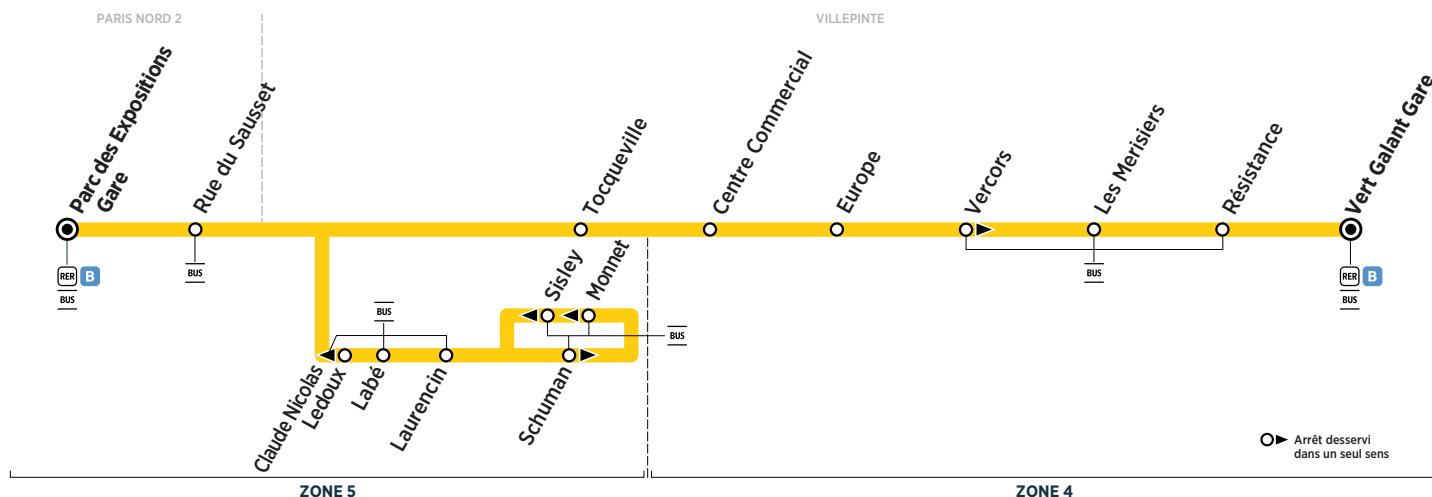 PARIS NORD 2
VILLEPINTE
Parc des Expositions
Gare
Rue du Sausset
Tocqueville
Centre Commercial
Europe
Vercors
Les Merisiers
Résistance
Vert Galant Gare
RER B
BUS
BUS
BUS
RER B
BUS
Sisley
Monnet
BUS
BUS
Claude Nicolas
Ledoux
Labé
Laurencin
Schuman
Arrêt desservi
dans un seul sens
ZONE 5
ZONE 4